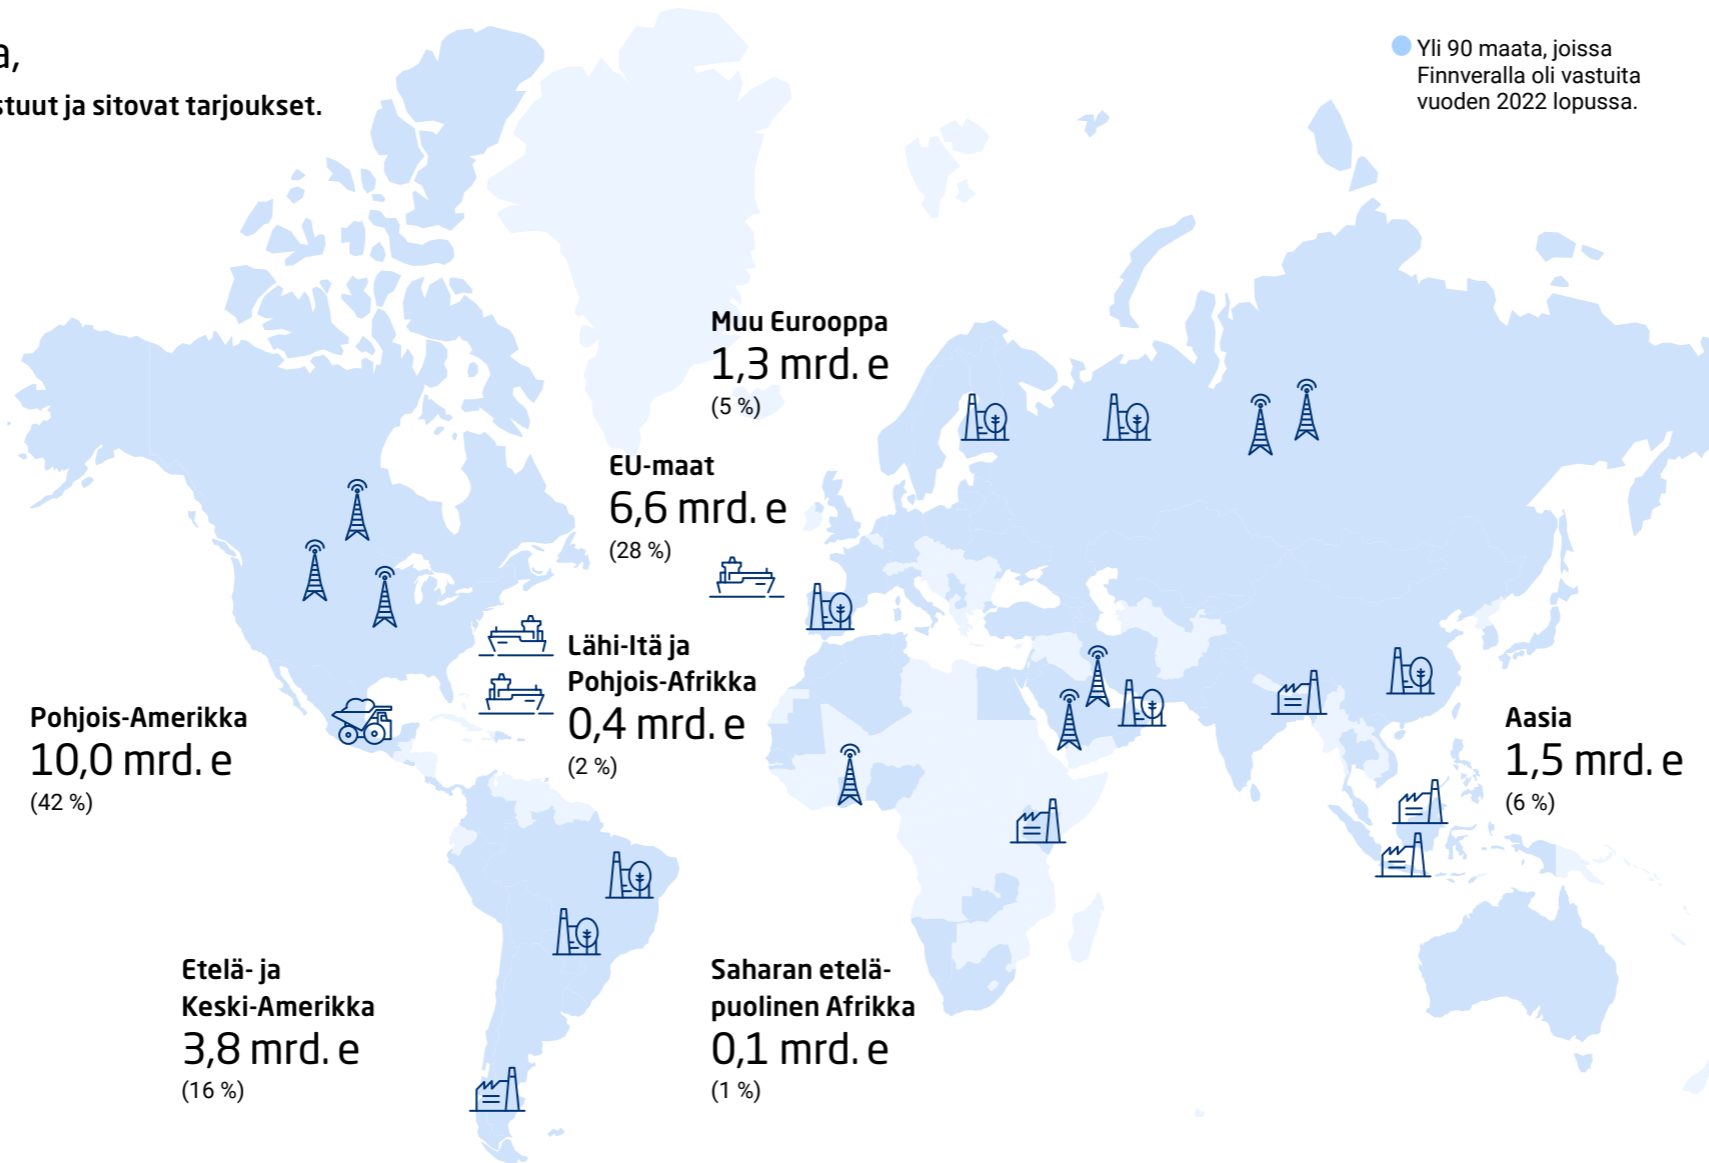 a,
stuut ja sitovat tarjoukset.
Yli 90 maata, joissa
Finnveralla oli vastuita
vuoden 2022 lopussa.
Muu Eurooppa
1,3 mrd. e
(5 %)
EU-maat
6,6 mrd. e
(28 %)
Lähi-Itä ja
Pohjois-Afrikka
0,4 mrd. e
(2 %)
Pohjois-Amerikka
10,0 mrd. e
(42 %)
Aasia
1,5 mrd. e
(6 %)
Etelä- ja
Keski-Amerikka
3,8 mrd. e
(16 %)
Saharan etelä-
puolinen Afrikka
0,1 mrd. e
(1 %)